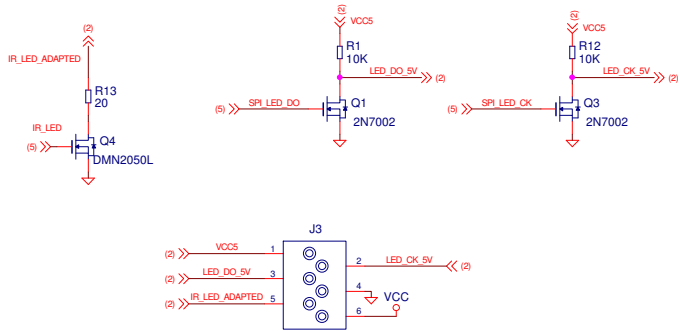 (2)
IR_LED_ADAPTED
R13
20
IR_LED
(5)
Q4
DMN2050L
(2)
VCC5
R1
10K
LED_DO_5V
(2)
(5)
SPI_LED_DO
Q1
2N7002
(2)
VCC5
R12
10K
LED_CK_5V
(2)
(5)
SPI_LED_CK
Q3
2N7002
J3
(2)
VCC5
1
2
LED_CK_5V
(2)
(2)
LED_DO_5V
3
4
(2)
IR_LED_ADAPTED
5
VCC
6